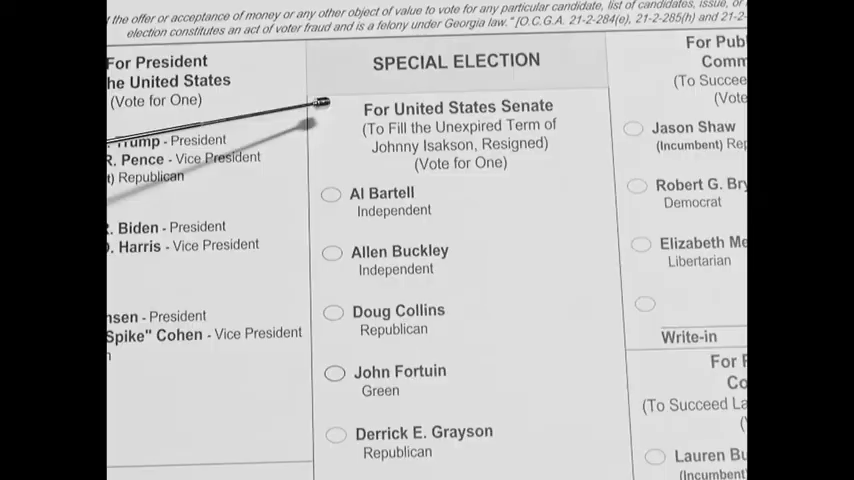 the offer or acceptance of money or any other object of value to vote for any particular candidate, list of candidates, issue, or
election constitutes an act of voter fraud and is a felony under Georgia law." [O.C.G.A. 21-2-284(e), 21-2-285(h) and 21-2-
For President
the United States
(Vote for One)
Trump - President
R. Pence - Vice President
Republican
R. Biden - President
D. Harris - Vice President
nsen - President
Spike" Cohen - Vice President
SPECIAL ELECTION
For United States Senate
(To Fill the Unexpired Term of
Johnny Isakson, Resigned)
(Vote for One)
Al Bartell
Independent
Allen Buckley
Independent
Doug Collins
Republican
John Fortuin
Green
Derrick E. Grayson
Republican
For Pub
Comm
(To Succee
(Vote
Jason Shaw
(Incumbent) Rep
Robert G. Bry
Democrat
Elizabeth Me
Libertarian
Write-in
For P
Co
(To Succeed La
Lauren Bu
(Incumbent)